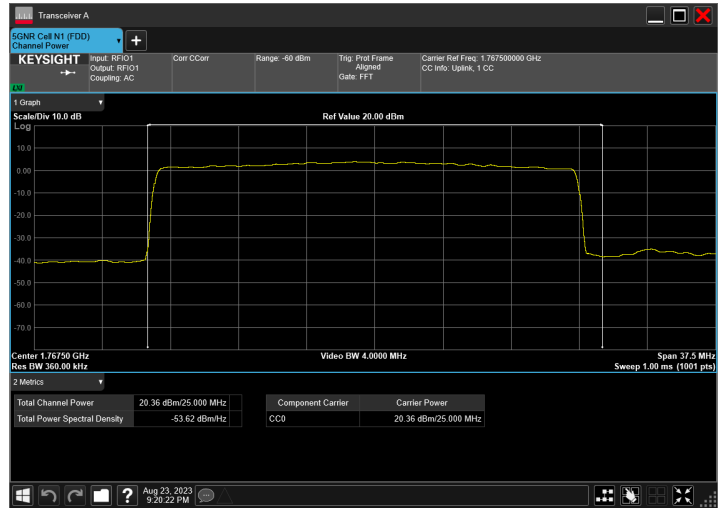 Transceiver A
5GNR Cell N1 (FDD)
Channel Power
KEYSIGHT
LXI
Input: RFIO1
Output: RFIO1
Coupling: AC
Corr CCorr
Range: -60 dBm
Trig: Prot Frame
Aligned
Gate: FFT
Carrier Ref Freq: 1.767500000 GHz
CC Info: Uplink, 1 CC
1 Graph
Scale/Div 10.0 dB
Ref Value 20.00 dBm
Log
10.0
0.00
-10.0
-20.0
-30.0
-40.0
-50.0
-60.0
-70.0
Center 1.76750 GHz
Video BW 4.0000 MHz
Span 37.5 MHz
Res BW 360.00 kHz
Sweep 1.00 ms (1001 pts)
2 Metrics
Total Channel Power 20.36 dBm/25.000 MHz
Total Power Spectral Density -53.62 dBm/Hz
Component Carrier Carrier Power
CC0 20.36 dBm/25.000 MHz
?
Aug 23, 2023
9:20:22 PM